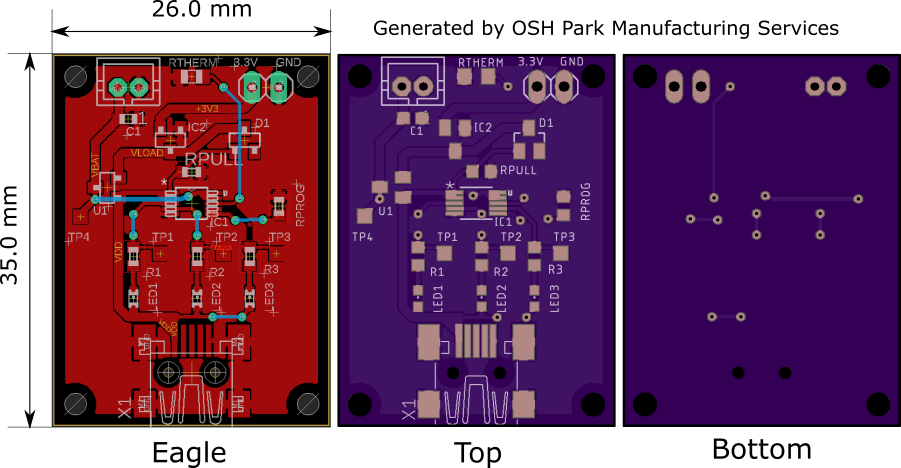 26.0 mm
Generated by OSH Park Manufacturing Services
35.0 mm
RTHERM 3.3V GND
+3V3
1
C1 IC2 D1
VLOAD
VBAT
RPULL
*
U1 IC1 RPROG
TP4 TP1 TP2 TP3
VDD
R1 R2 R3
LED1 LED2 LED3
X1
RTHERM 3.3V GND
C1 IC2 D1
RPULL
*
U1 IC1 RPROG
TP4 TP1 TP2 TP3
R1 R2 R3
LED1 LED2 LED3
X1
Eagle Top Bottom